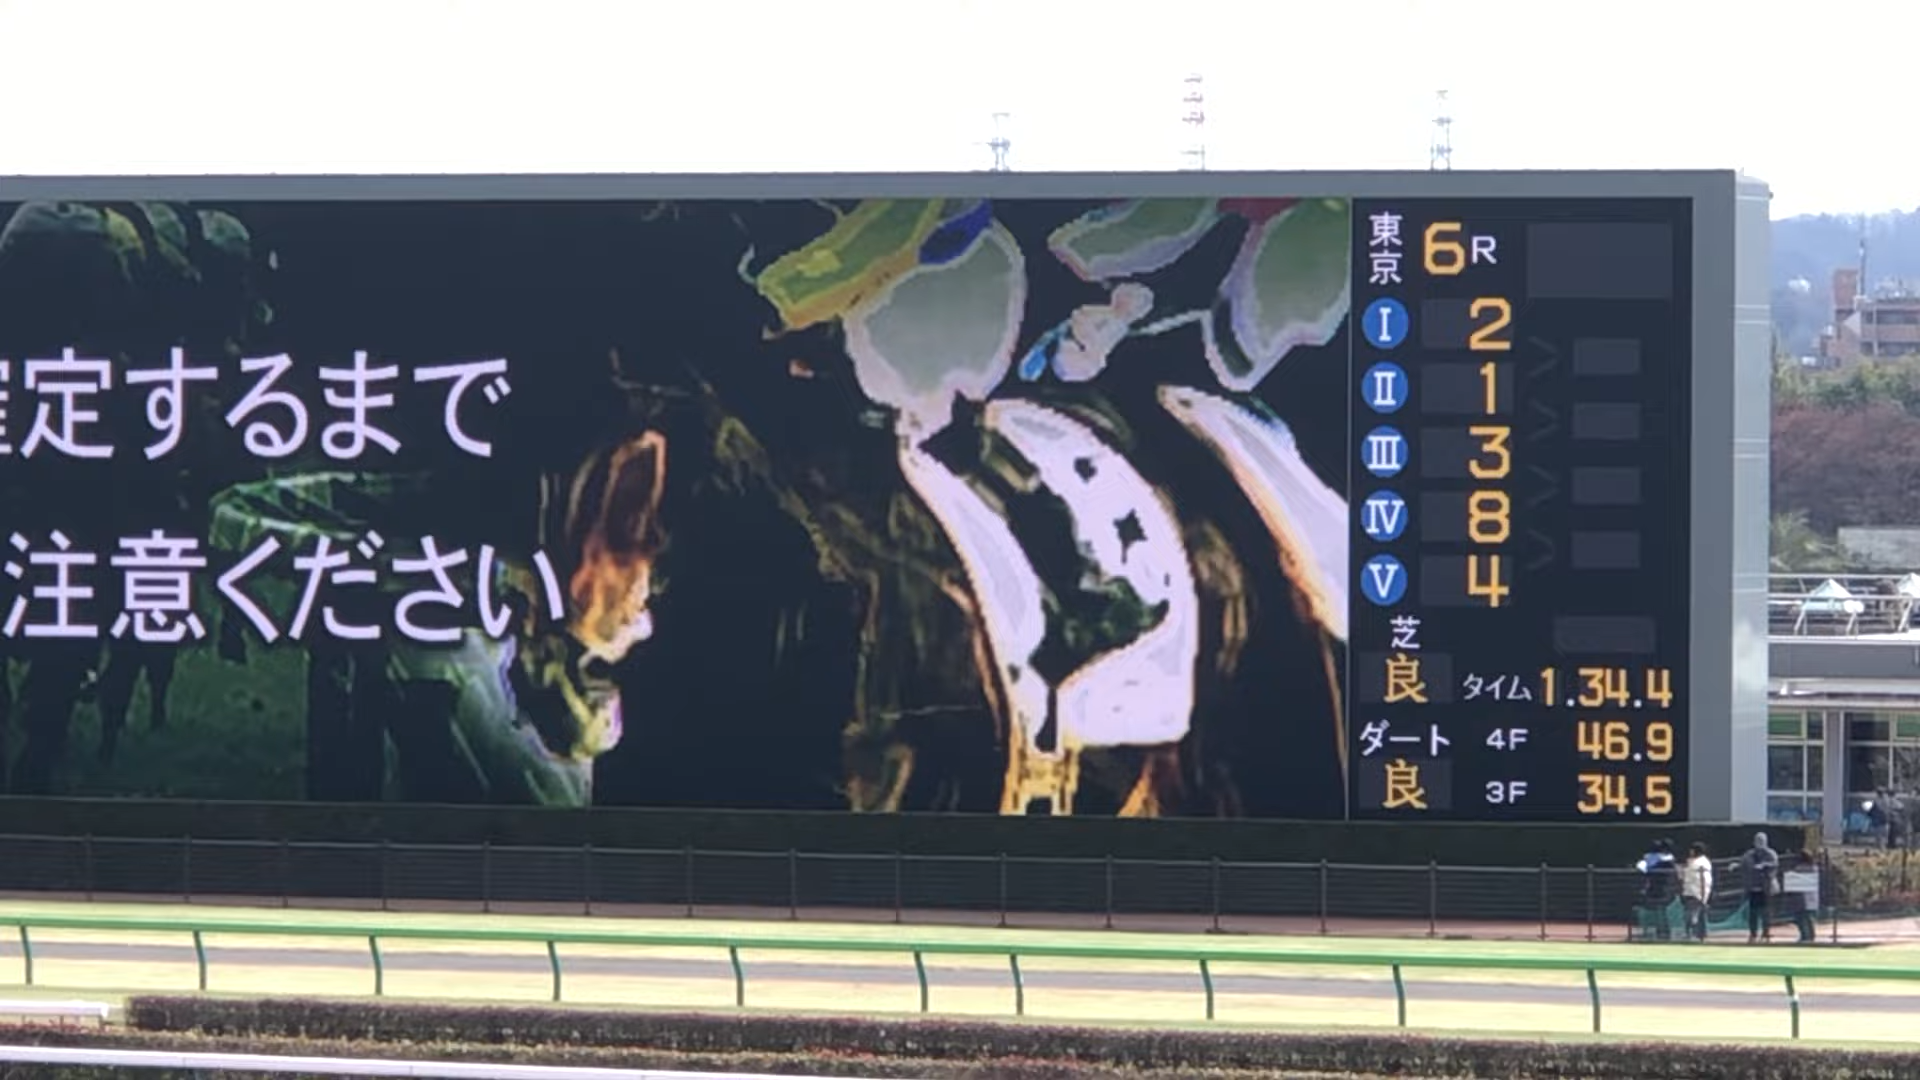 確定するまで
注意ください
東京 6R
Ⅰ 2
Ⅱ 1
Ⅲ 3
Ⅳ 8
Ⅴ 4
芝
良 タイム 1.34.4
ダート 4F 46.9
良 3F 34.5